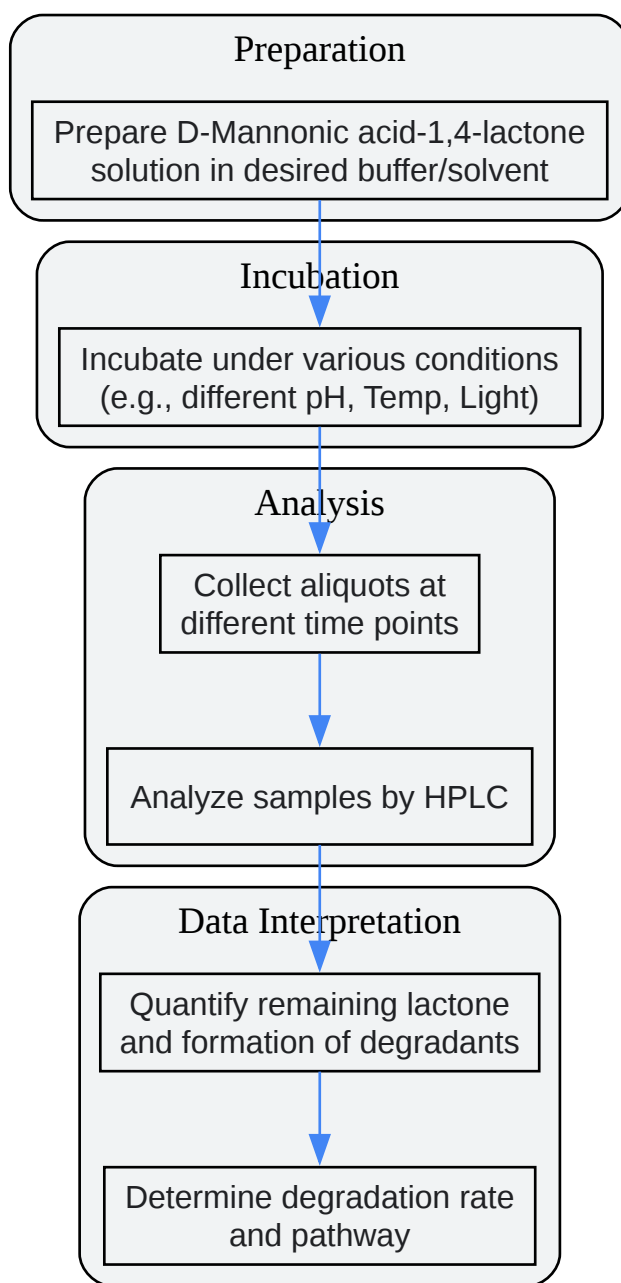 Preparation
Prepare D-Mannonic acid-1,4-lactone
solution in desired buffer/solvent
Incubation
Incubate under various conditions
(e.g., different pH, Temp, Light)
Analysis
Collect aliquots at
different time points
Analyze samples by HPLC
Data Interpretation
Quantify remaining lactone
and formation of degradants
Determine degradation rate
and pathway